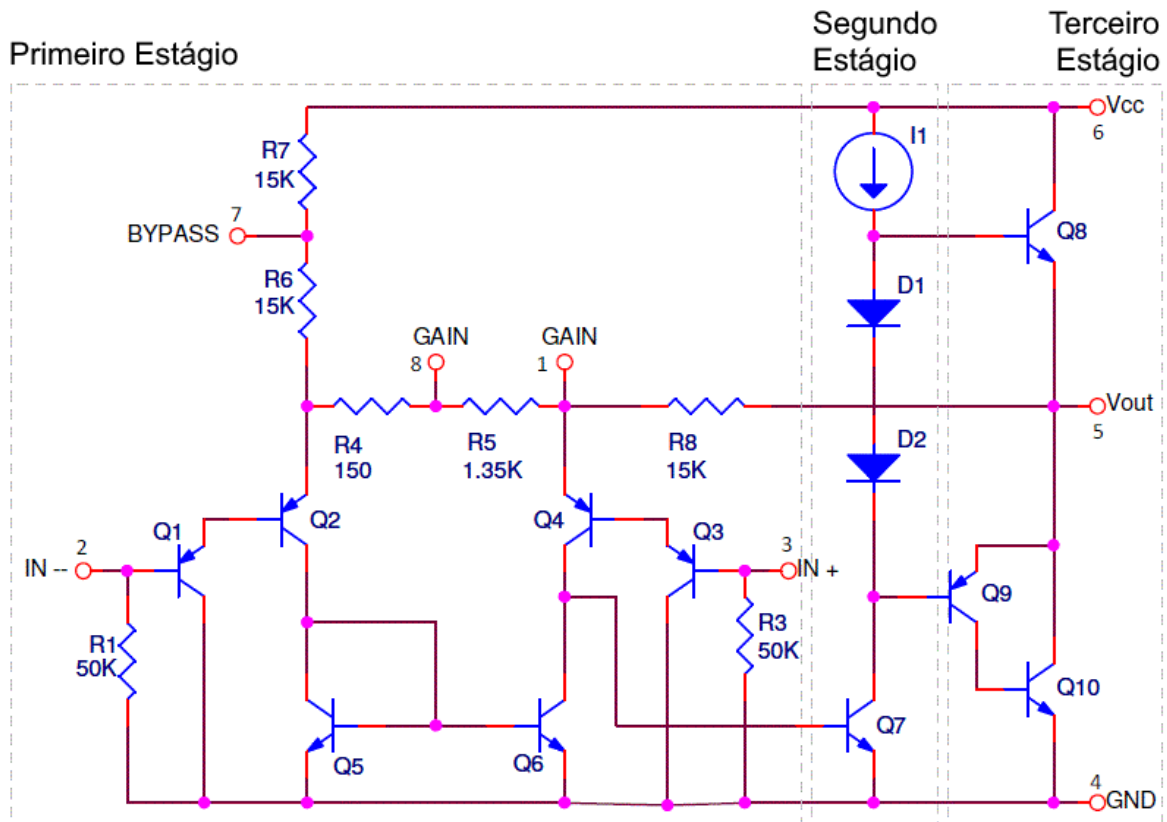 Primeiro Estágio
Segundo
Estágio
Terceiro
Estágio
Vcc
6
R7
15K
I1
7
BYPASS
Q8
R6
15K
D1
GAIN
8
GAIN
1
Vout
5
R4
150
R5
1.35K
R8
15K
D2
Q2
Q4
Q1
Q3
2
IN --
3
IN +
Q9
R1
50K
R3
50K
Q10
Q5
Q6
Q7
4
GND